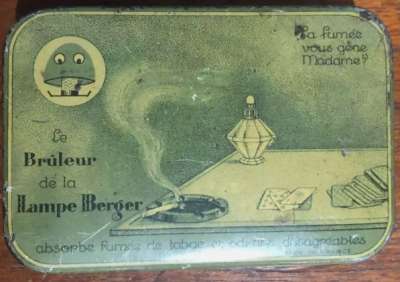 La fumée
vous gêne
Madame?
Le
Brûleur
de la
Lampe Berger
absorbe fumée de tabac et odeurs désagréables